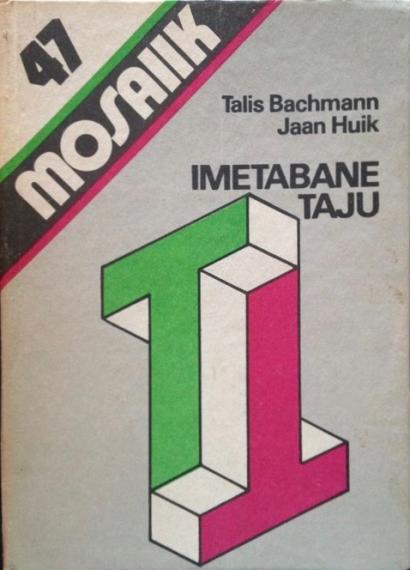 47
MOSAIIK
Talis Bachmann
Jaan Huik
IMETABANE
TAJU